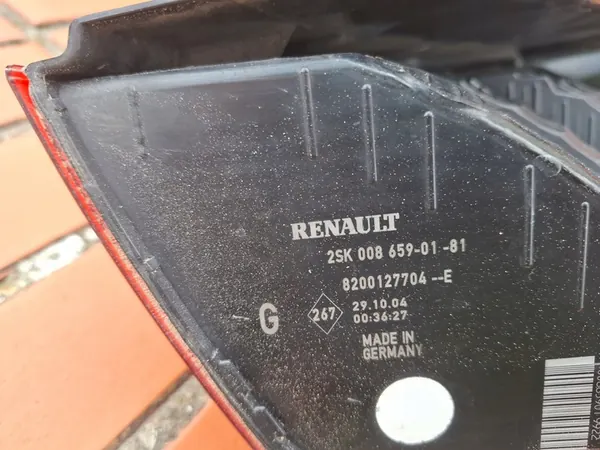 RENAULT
2SK 008 659-01 -81
8200127704 --E
G
267
29.10.04
00:36:27
MADE IN
GERMANY